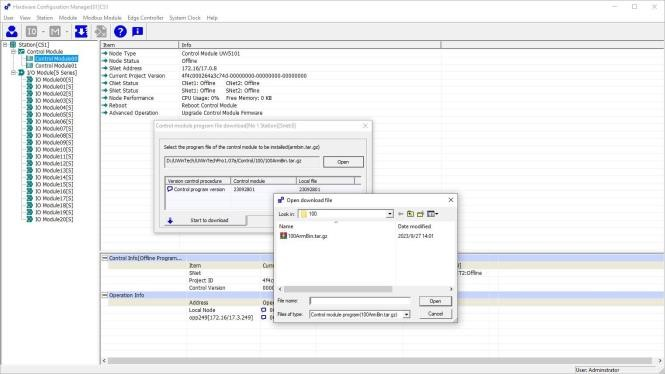 Hardware Configuration Manager[01]CS1
User View Station Module Modbus Module Edge Controller System Clock Help
Station[CS1]
Control Module
Control Module00
Control Module01
I/O Module[S Series]
IO Module00[S]
IO Module01[S]
IO Module02[S]
IO Module03[S]
IO Module04[S]
IO Module05[S]
IO Module06[S]
IO Module07[S]
IO Module08[S]
IO Module09[S]
IO Module10[S]
IO Module11[S]
IO Module12[S]
IO Module13[S]
IO Module14[S]
IO Module15[S]
IO Module16[S]
IO Module17[S]
IO Module18[S]
IO Module19[S]
IO Module20[S]
Item Info
Node Type Control Module UW5101
Node Status Offline
SNet Address 172.16/17.0.8
Current Project Version 4f4c000264a3c74d-00000000-00000000-00000000
CNet Status CNet1: Offline CNet2: Offline
SNet Status SNet1: Offline SNet2: Offline
Node Performance CPU Usage: 0% Free Memory: 0 KB
Reboot Reboot Control Module
Advanced Operation Upgrade Control Module Firmware
Control module program file download[No 1 Station][Snet8]
Select the program file of the control module to be installed(armbin.tar.gz)
D:/UWinTech/UWinTechPro1.07a/Control/100/100ArmBin.tar.gz Open
Version control procedure Control module Local file
Control program version 23092801 23092801
Start to download
Open download file
Look in: 100
Name Date modified
100ArmBin.tar.gz 2023/9/27 14:01
File name: Open
Files of type: Control module program(100ArmBin.tar.gz) Cancel
Control Info[Offline Program...
Item Curr
SNet T2:Offline
Project ID 4f4c
Control Version 0000
Operation Info
Address Oper
Local Node
opp249[172.16/17.3.249]
User: Adminstrator